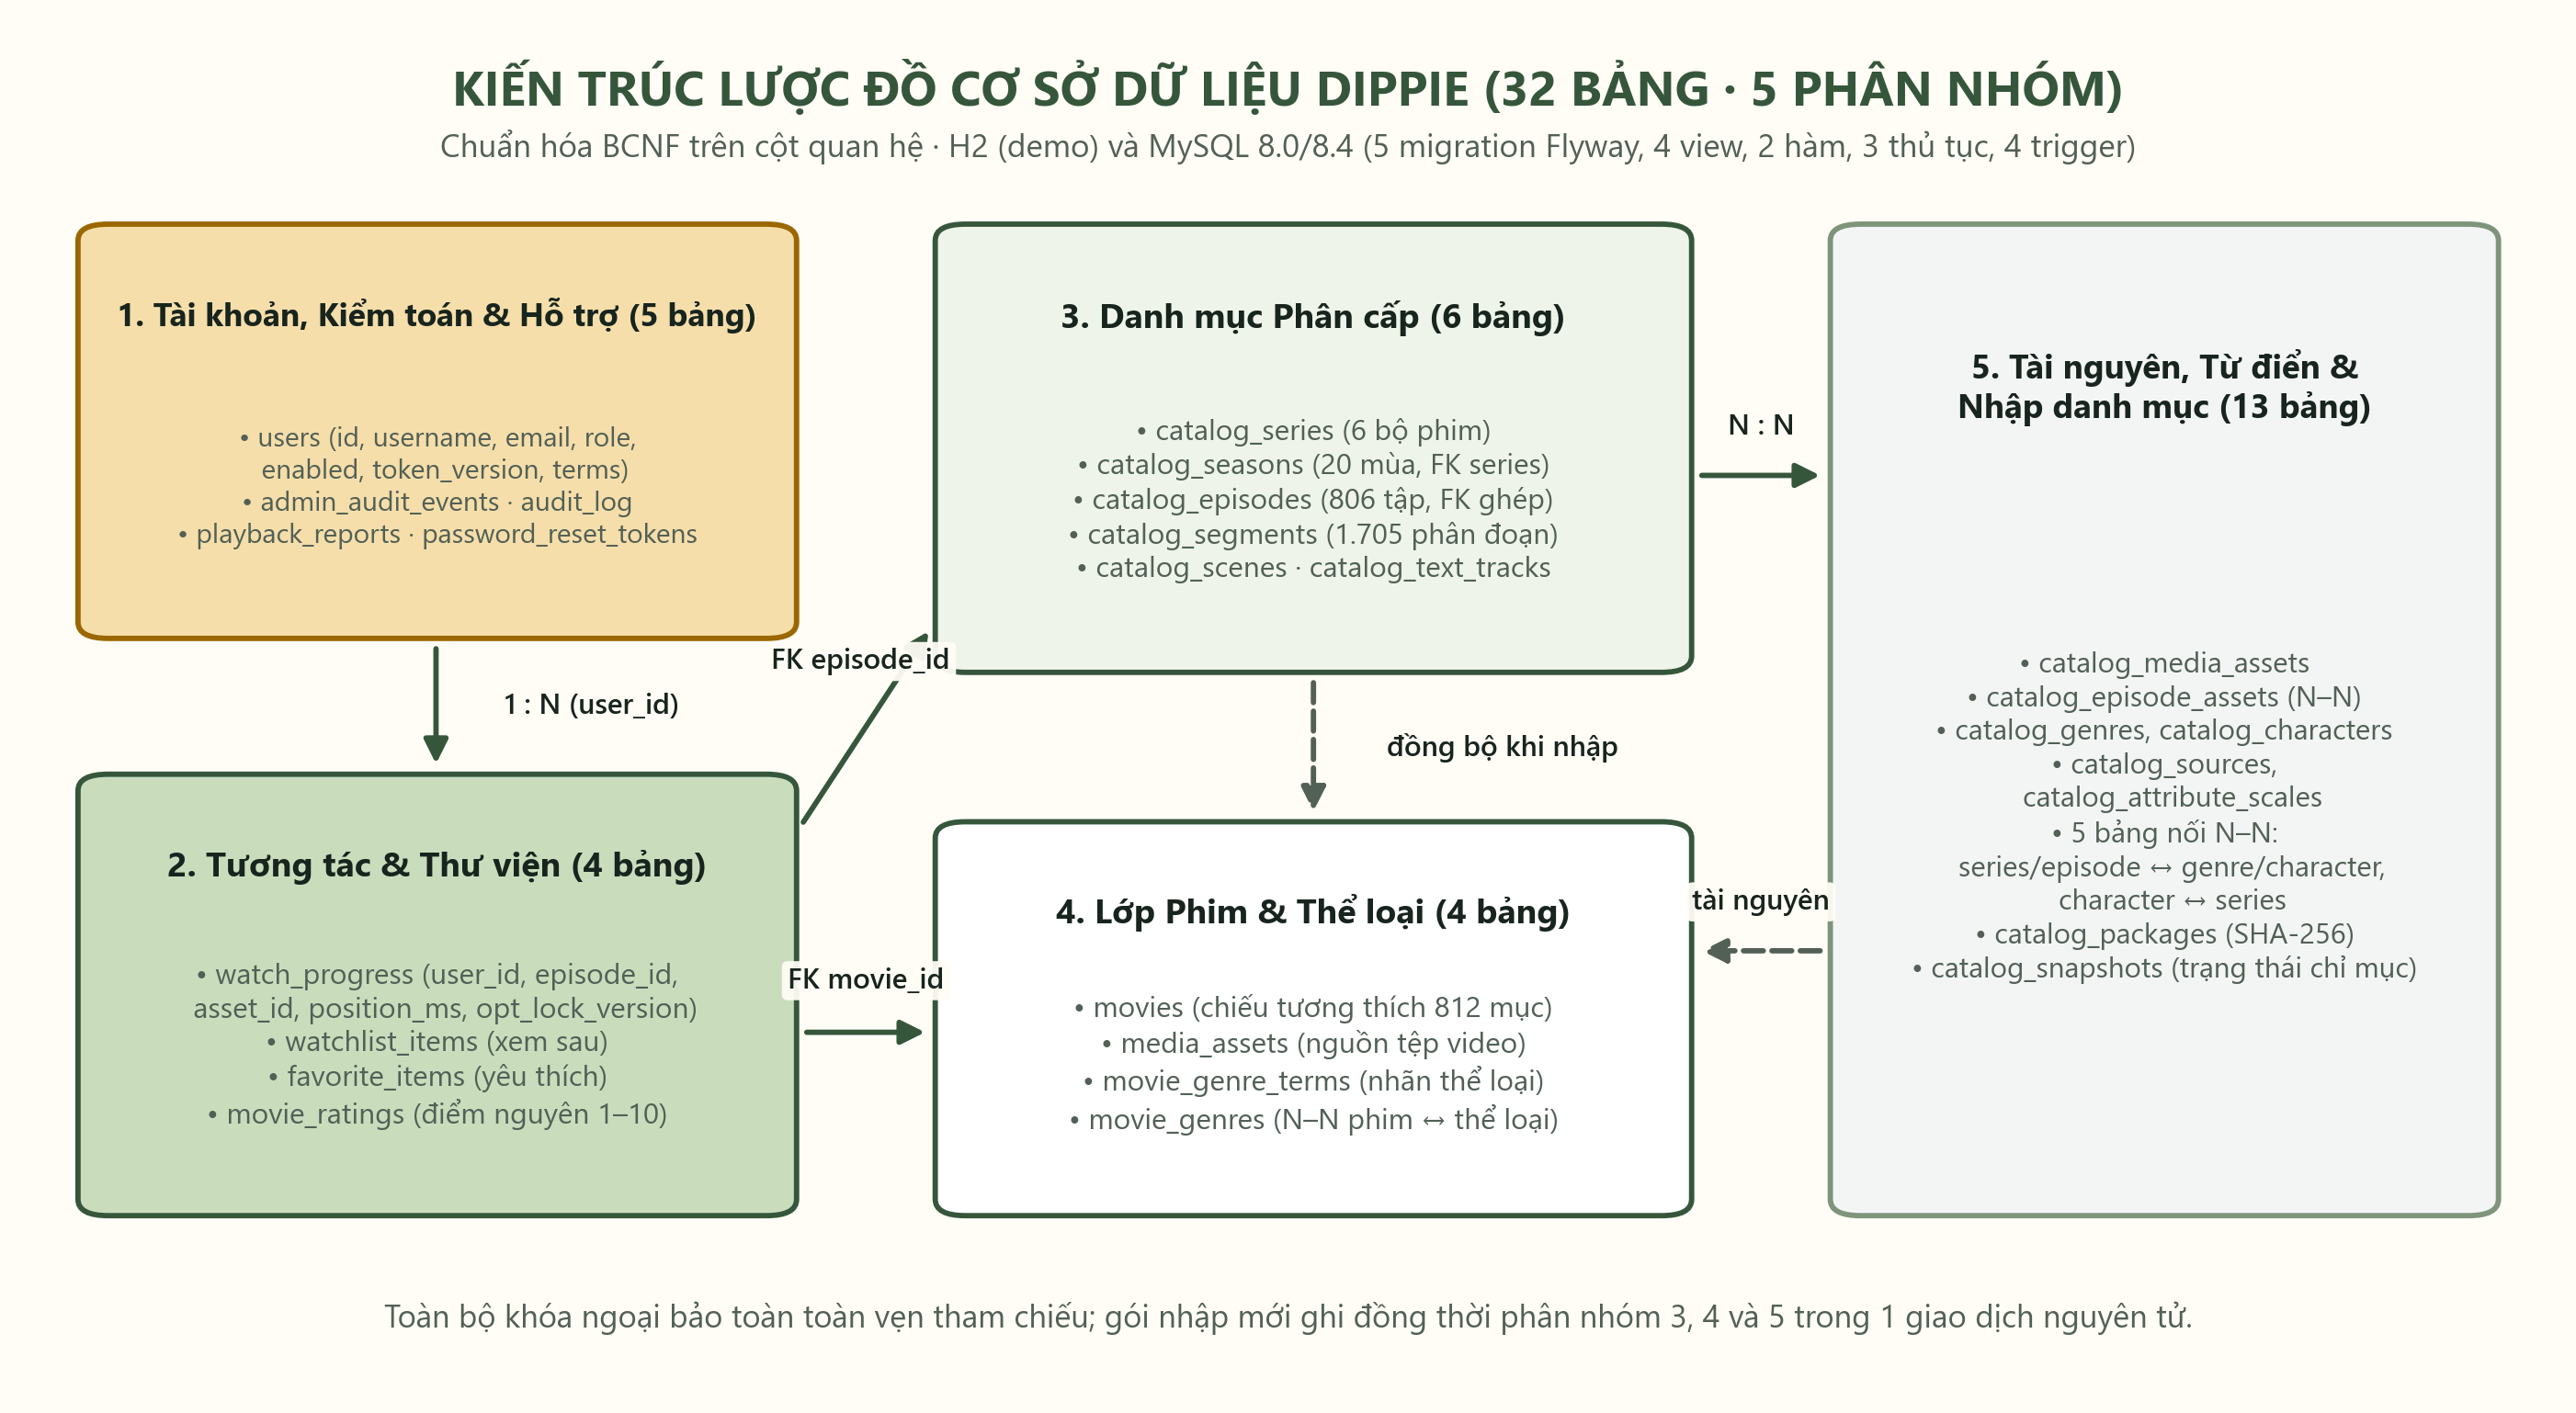 KIẾN TRÚC LƯỢC ĐỒ CƠ SỞ DỮ LIỆU DIPPIE (32 BẢNG · 5 PHÂN NHÓM)
Chuẩn hóa BCNF trên cột quan hệ · H2 (demo) và MySQL 8.0/8.4 (5 migration Flyway, 4 view, 2 hàm, 3 thủ tục, 4 trigger)
1. Tài khoản, Kiểm toán & Hỗ trợ (5 bảng)
• users (id, username, email, role,
enabled, token_version, terms)
• admin_audit_events · audit_log
• playback_reports · password_reset_tokens
1 : N (user_id)
2. Tương tác & Thư viện (4 bảng)
• watch_progress (user_id, episode_id,
asset_id, position_ms, opt_lock_version)
• watchlist_items (xem sau)
• favorite_items (yêu thích)
• movie_ratings (điểm nguyên 1–10)
FK episode_id
FK movie_id
3. Danh mục Phân cấp (6 bảng)
• catalog_series (6 bộ phim)
• catalog_seasons (20 mùa, FK series)
• catalog_episodes (806 tập, FK ghép)
• catalog_segments (1.705 phân đoạn)
• catalog_scenes · catalog_text_tracks
đồng bộ khi nhập
4. Lớp Phim & Thể loại (4 bảng)
• movies (chiếu tương thích 812 mục)
• media_assets (nguồn tệp video)
• movie_genre_terms (nhãn thể loại)
• movie_genres (N–N phim ↔ thể loại)
N : N
tài nguyên
5. Tài nguyên, Từ điển &
Nhập danh mục (13 bảng)
• catalog_media_assets
• catalog_episode_assets (N–N)
• catalog_genres, catalog_characters
• catalog_sources,
catalog_attribute_scales
• 5 bảng nối N–N:
series/episode ↔ genre/character,
character ↔ series
• catalog_packages (SHA-256)
• catalog_snapshots (trạng thái chỉ mục)
Toàn bộ khóa ngoại bảo toàn toàn vẹn tham chiếu; gói nhập mới ghi đồng thời phân nhóm 3, 4 và 5 trong 1 giao dịch nguyên tử.